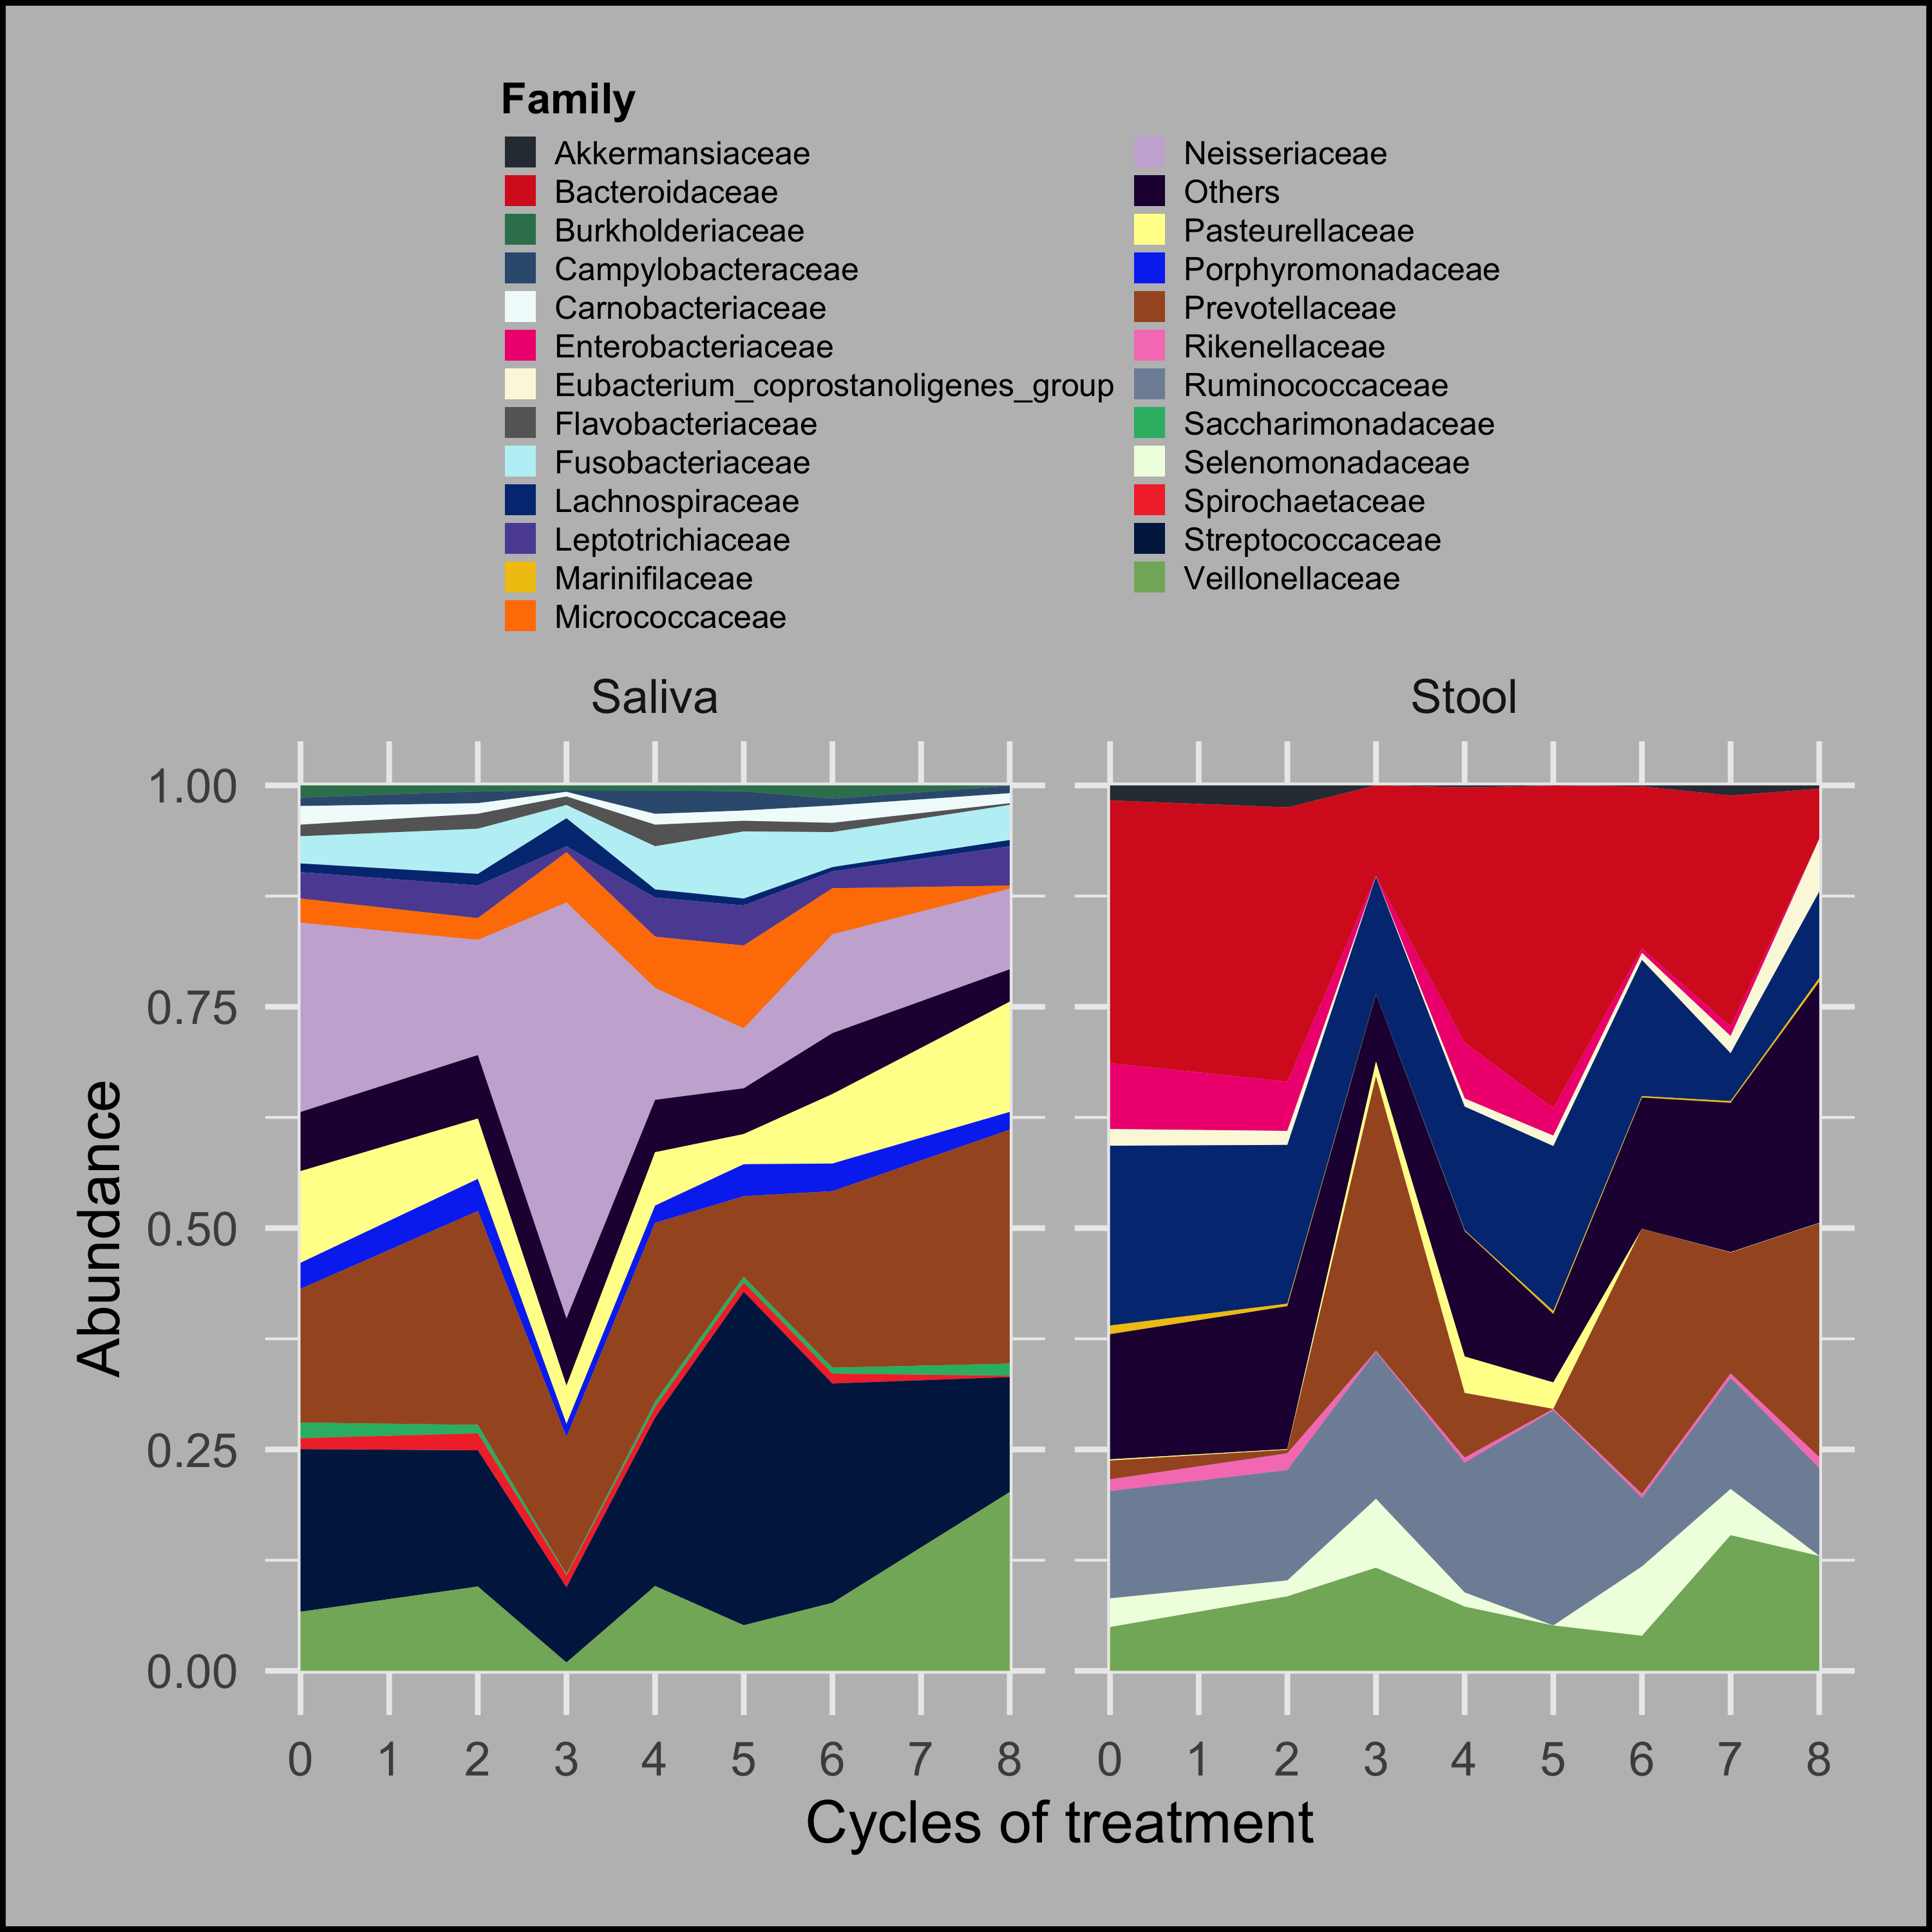 Family
Akkermansiaceae
Bacteroidaceae
Burkholderiaceae
Campylobacteraceae
Carnobacteriaceae
Enterobacteriaceae
Eubacterium_coprostanoligenes_group
Flavobacteriaceae
Fusobacteriaceae
Lachnospiraceae
Leptotrichiaceae
Marinifilaceae
Micrococcaceae
Neisseriaceae
Others
Pasteurellaceae
Porphyromonadaceae
Prevotellaceae
Rikenellaceae
Ruminococcaceae
Saccharimonadaceae
Selenomonadaceae
Spirochaetaceae
Streptococcaceae
Veillonellaceae
Saliva
Stool
Abundance
1.00
0.75
0.50
0.25
0.00
0 1 2 3 4 5 6 7 8
0 1 2 3 4 5 6 7 8
Cycles of treatment